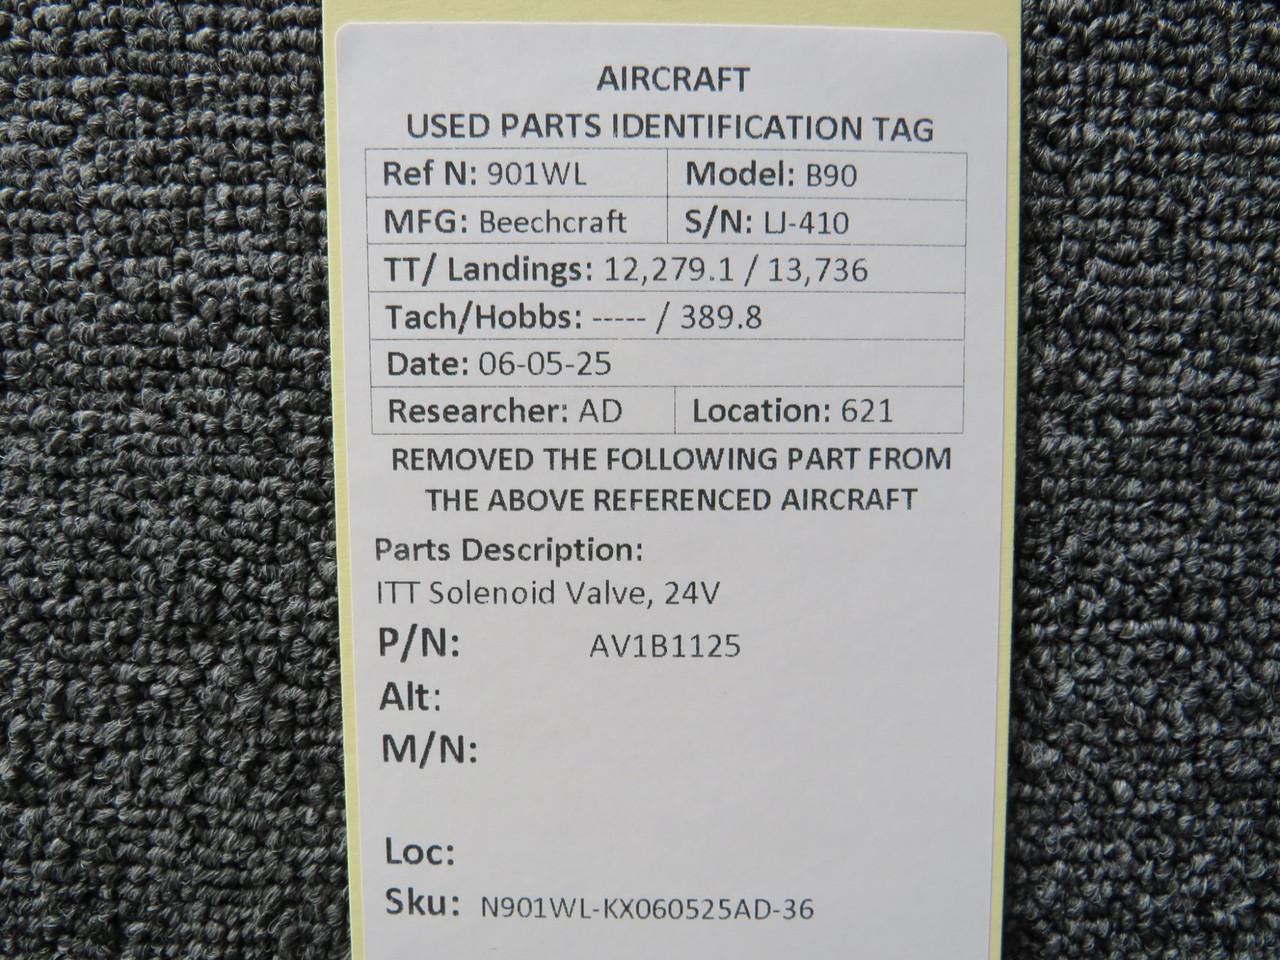 AIRCRAFT
USED PARTS IDENTIFICATION TAG
Ref N: 901WL Model: B90
MFG: Beechcraft S/N: LJ-410
TT/ Landings: 12,279.1 / 13,736
Tach/Hobbs: ----- / 389.8
Date: 06-05-25
Researcher: AD Location: 621
REMOVED THE FOLLOWING PART FROM
THE ABOVE REFERENCED AIRCRAFT
Parts Description:
ITT Solenoid Valve, 24V
P/N: AV1B1125
Alt:
M/N:
Loc:
Sku: N901WL-KX060525AD-36